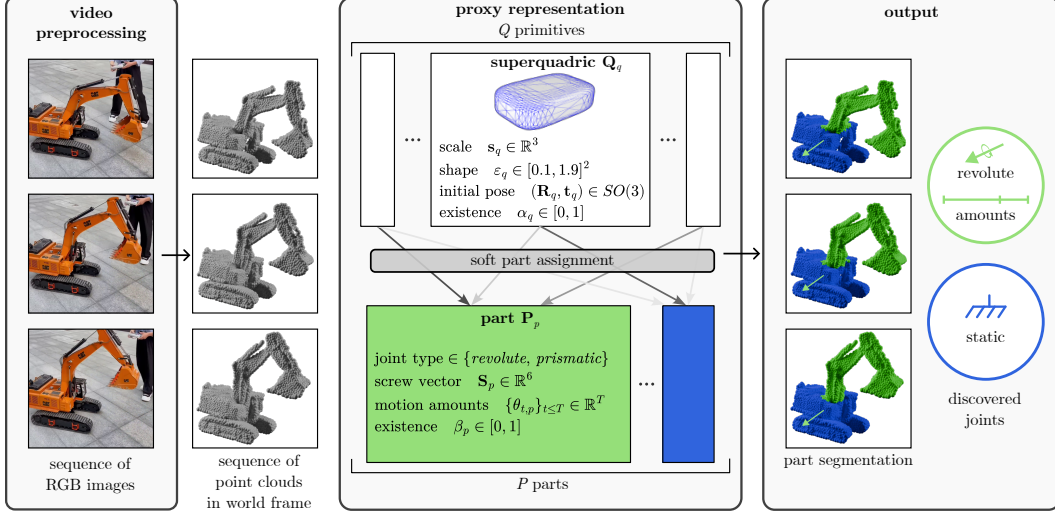 video
preprocessing
sequence of
RGB images
sequence of
point clouds
in world frame
proxy representation
Q primitives
superquadric Q_q
...
...
scale s_q ∈ ℝ^3
shape ε_q ∈ [0.1, 1.9]^2
initial pose (R_q, t_q) ∈ SO(3)
existence α_q ∈ [0, 1]
soft part assignment
part P_p
joint type ∈ {revolute, prismatic}
screw vector S_p ∈ ℝ^6
motion amounts {θ_{t,p}}_{t≤T} ∈ ℝ^T
existence β_p ∈ [0, 1]
...
P parts
output
part segmentation
revolute
amounts
static
discovered
joints